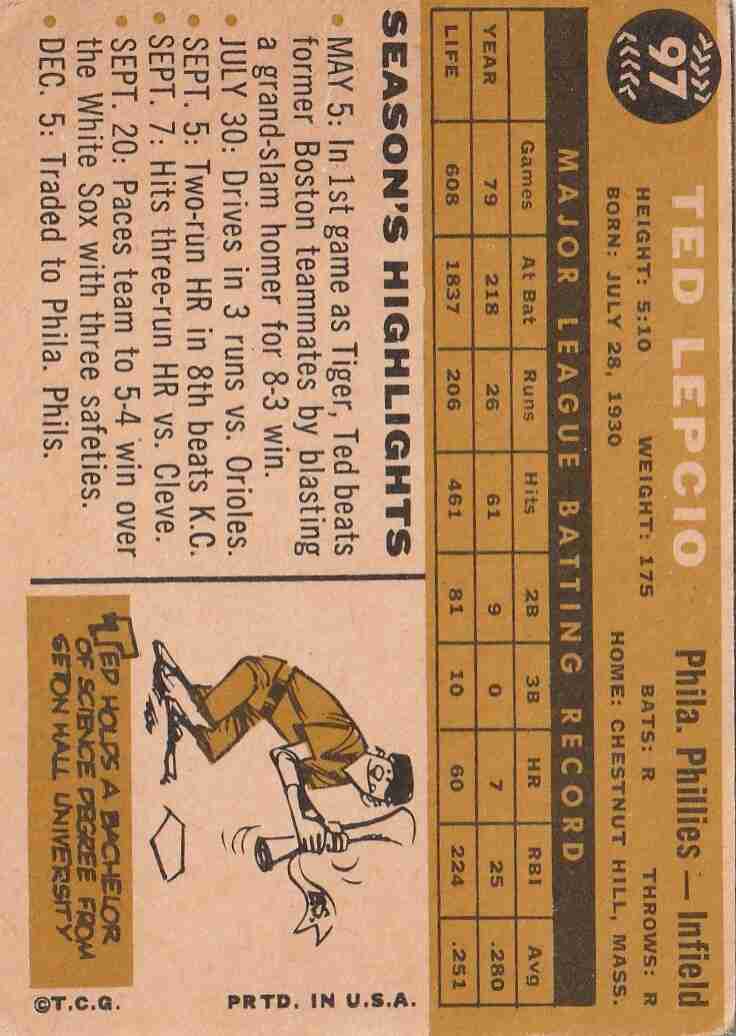 97
TED LEPCIO
Phila. Phillies — Infield
HEIGHT: 5:10 WEIGHT: 175 BATS: R THROWS: R
BORN: JULY 28, 1930 HOME: CHESTNUT HILL, MASS.
MAJOR LEAGUE BATTING RECORD
Games At Bat Runs Hits 2B 3B HR RBI Avg
YEAR 79 218 26 61 9 0 7 25 .280
LIFE 608 1837 206 461 81 10 60 224 .251
SEASON'S HIGHLIGHTS
• MAY 5: In 1st game as Tiger, Ted beats
former Boston teammates by blasting
a grand-slam homer for 8-3 win.
• JULY 30: Drives in 3 runs vs. Orioles.
• SEPT. 5: Two-run HR in 8th beats K.C.
• SEPT. 7: Hits three-run HR vs. Cleve.
• SEPT. 20: Paces team to 5-4 win over
the White Sox with three safeties.
• DEC. 5: Traded to Phila. Phils.
B.S.
TED HOLDS A BACHELOR
OF SCIENCE DEGREE FROM
SETON HALL UNIVERSITY
©T.C.G. PRTD. IN U.S.A.